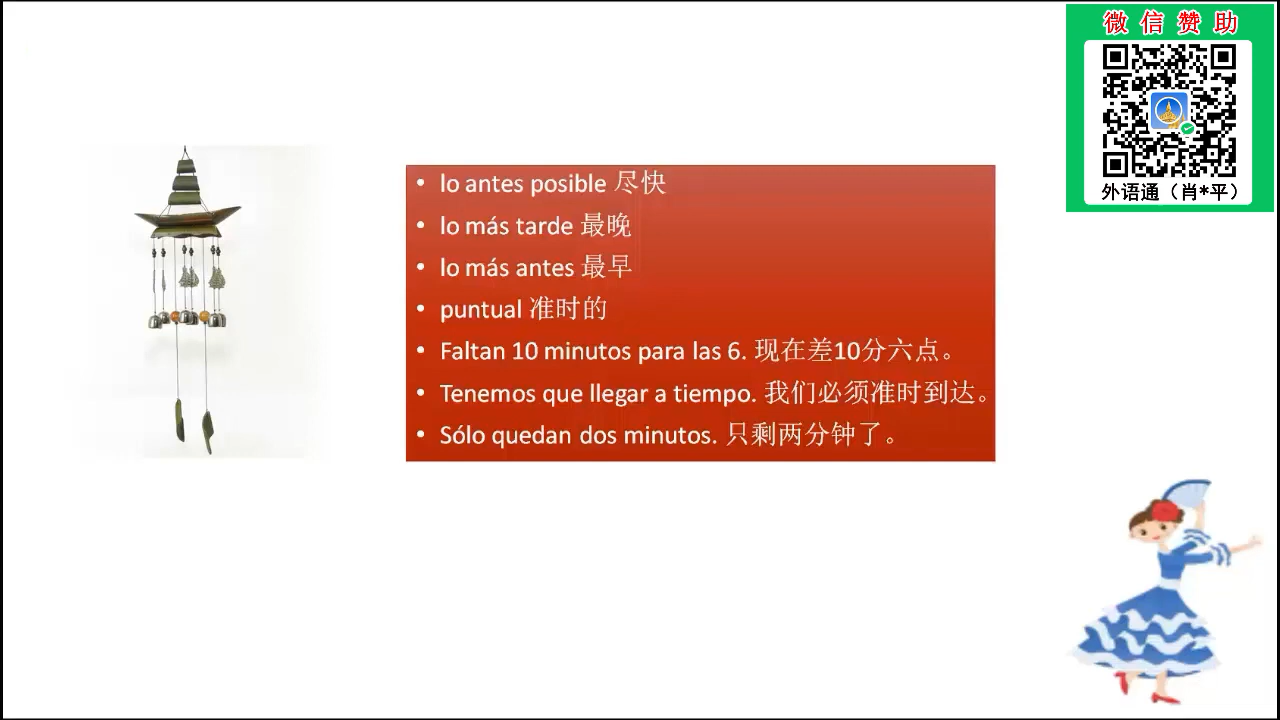 微信赞助
外语通（肖*平）
• lo antes posible 尽快
• lo más tarde 最晚
• lo más antes 最早
• puntual 准时的
• Faltan 10 minutos para las 6. 现在差10分六点。
• Tenemos que llegar a tiempo. 我们必须准时到达。
• Sólo quedan dos minutos. 只剩两分钟了。